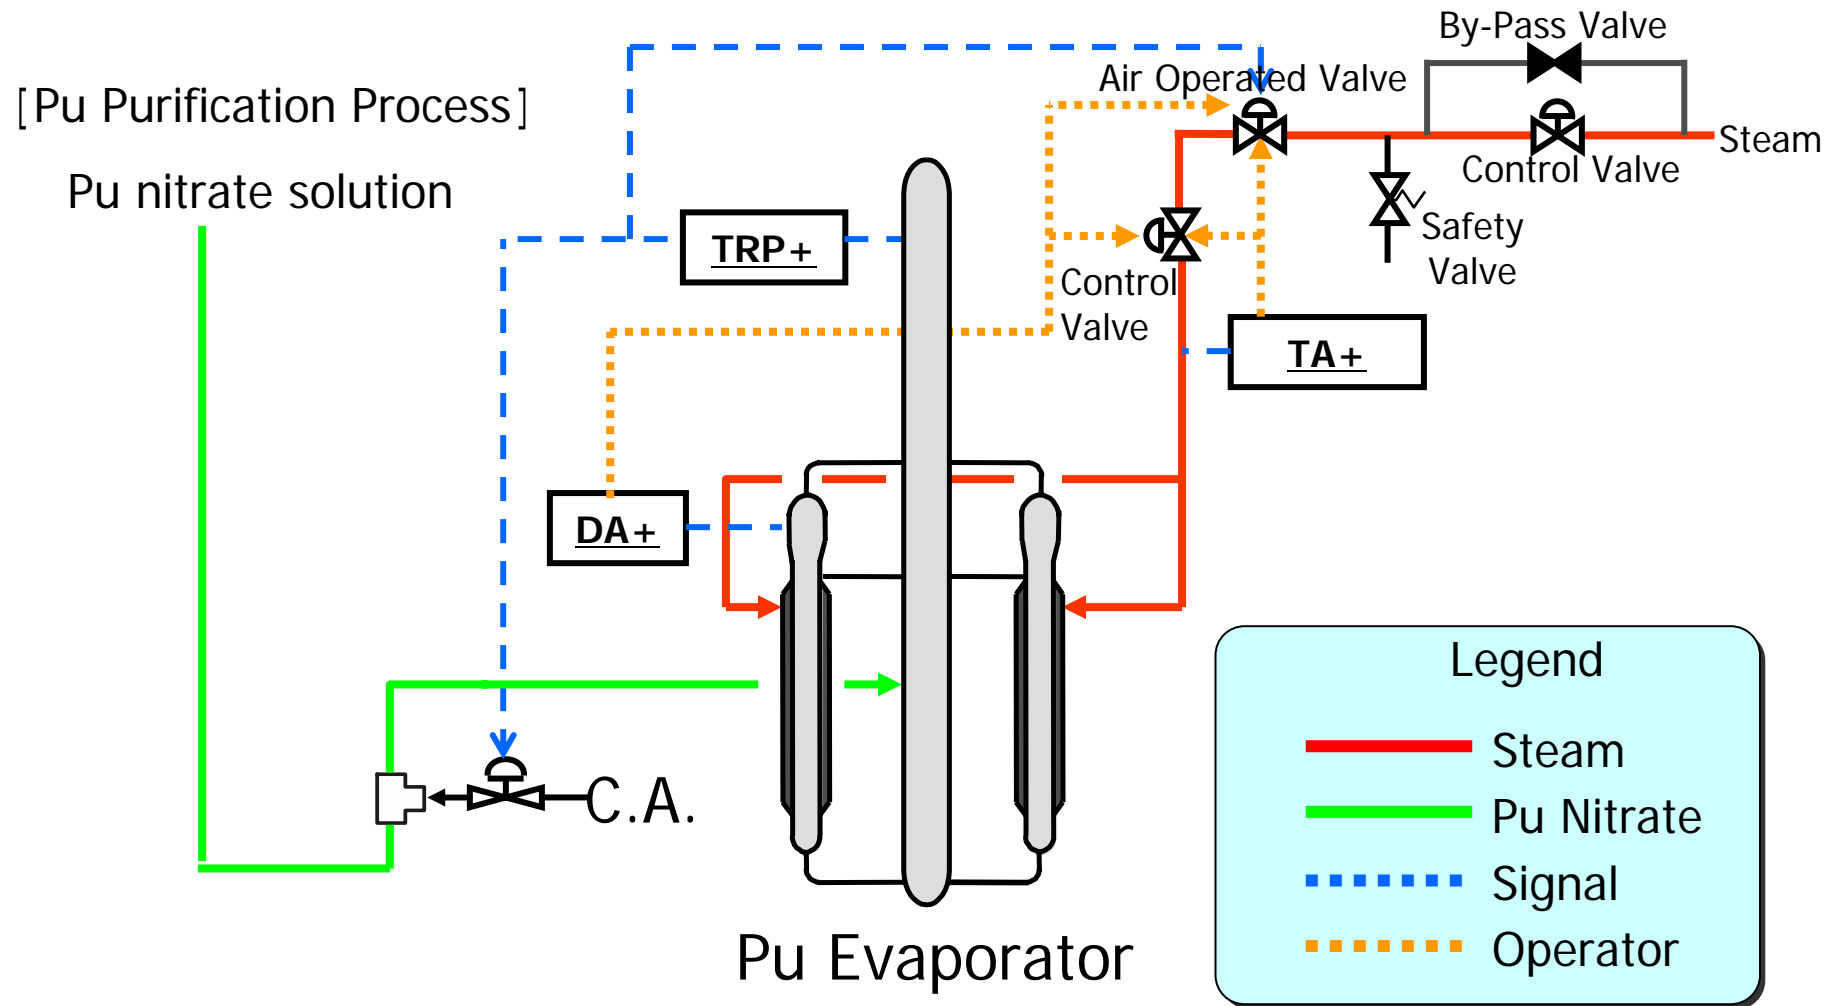 By-Pass Valve
Air Operated Valve
[Pu Purification Process]
Steam
Control Valve
Pu nitrate solution
Safety
Valve
TRP+
Control
Valve
TA+
DA+
C.A.
Pu Evaporator
Legend
Steam
Pu Nitrate
Signal
Operator